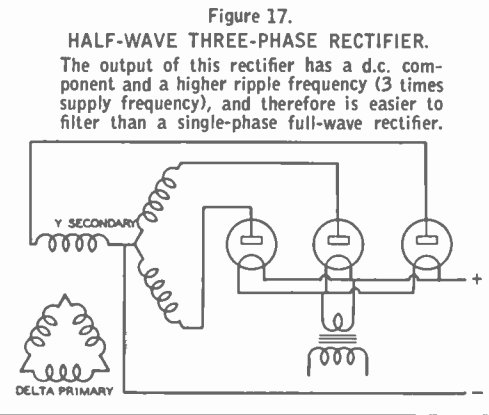 Figure 17.
HALF-WAVE THREE-PHASE RECTIFIER.
The output of this rectifier has a d.c. com-
ponent and a higher ripple frequency (3 times
supply frequency), and therefore is easier to
filter than a single-phase full-wave rectifier.
Y SECONDARY
+
DELTA PRIMARY
−